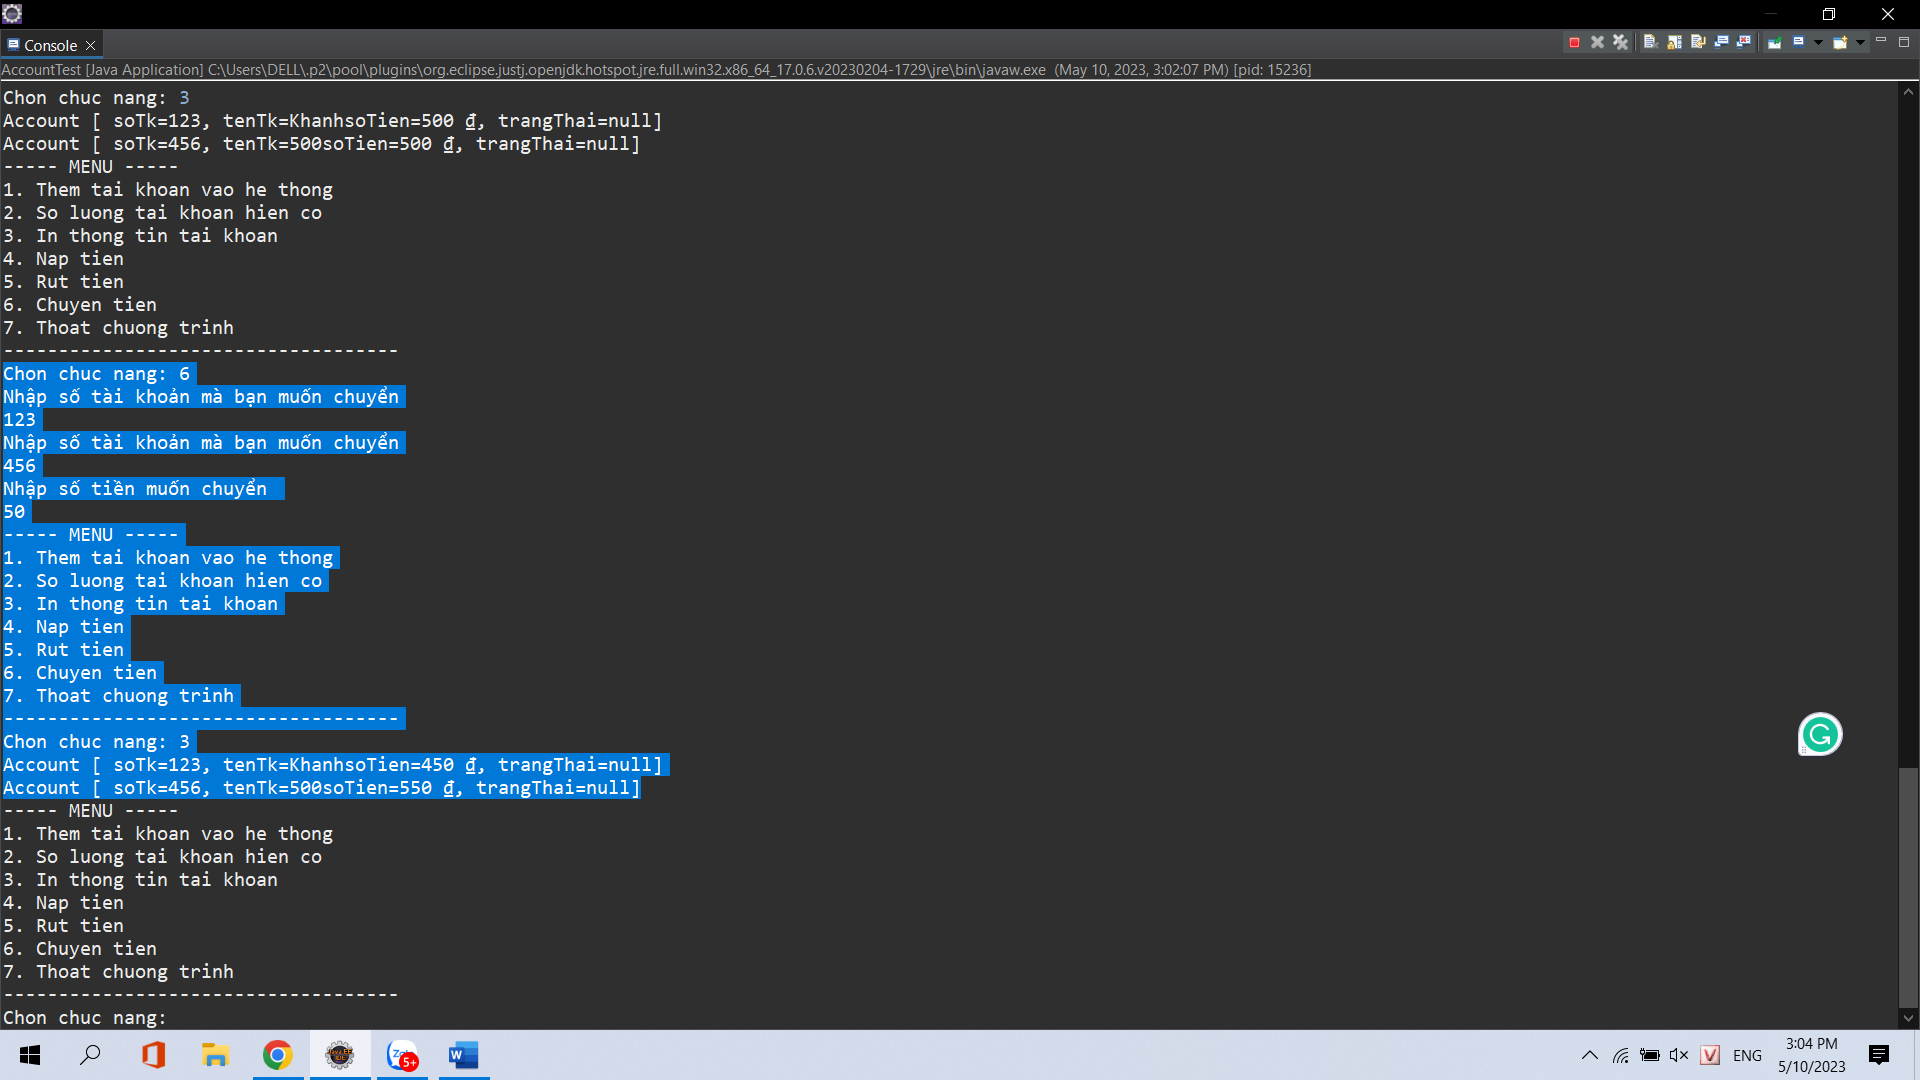 Console
AccountTest [Java Application] C:\Users\DELL\.p2\pool\plugins\org.eclipse.justj.openjdk.hotspot.jre.full.win32.x86_64_17.0.6.v20230204-1729\jre\bin\javaw.exe (May 10, 2023, 3:02:07 PM) [pid: 15236]
Chon chuc nang: 3
Account [ soTk=123, tenTk=KhanhsoTien=500 ₫, trangThai=null]
Account [ soTk=456, tenTk=500soTien=500 ₫, trangThai=null]
----- MENU -----
1. Them tai khoan vao he thong
2. So luong tai khoan hien co
3. In thong tin tai khoan
4. Nap tien
5. Rut tien
6. Chuyen tien
7. Thoat chuong trinh
------------------------------------
Chon chuc nang: 6
Nhập số tài khoản mà bạn muốn chuyển
123
Nhập số tài khoản mà bạn muốn chuyển
456
Nhập số tiền muốn chuyển
50
----- MENU -----
1. Them tai khoan vao he thong
2. So luong tai khoan hien co
3. In thong tin tai khoan
4. Nap tien
5. Rut tien
6. Chuyen tien
7. Thoat chuong trinh
------------------------------------
Chon chuc nang: 3
Account [ soTk=123, tenTk=KhanhsoTien=450 ₫, trangThai=null]
Account [ soTk=456, tenTk=500soTien=550 ₫, trangThai=null]
----- MENU -----
1. Them tai khoan vao he thong
2. So luong tai khoan hien co
3. In thong tin tai khoan
4. Nap tien
5. Rut tien
6. Chuyen tien
7. Thoat chuong trinh
------------------------------------
Chon chuc nang:
5+
ENG
3:04 PM
5/10/2023